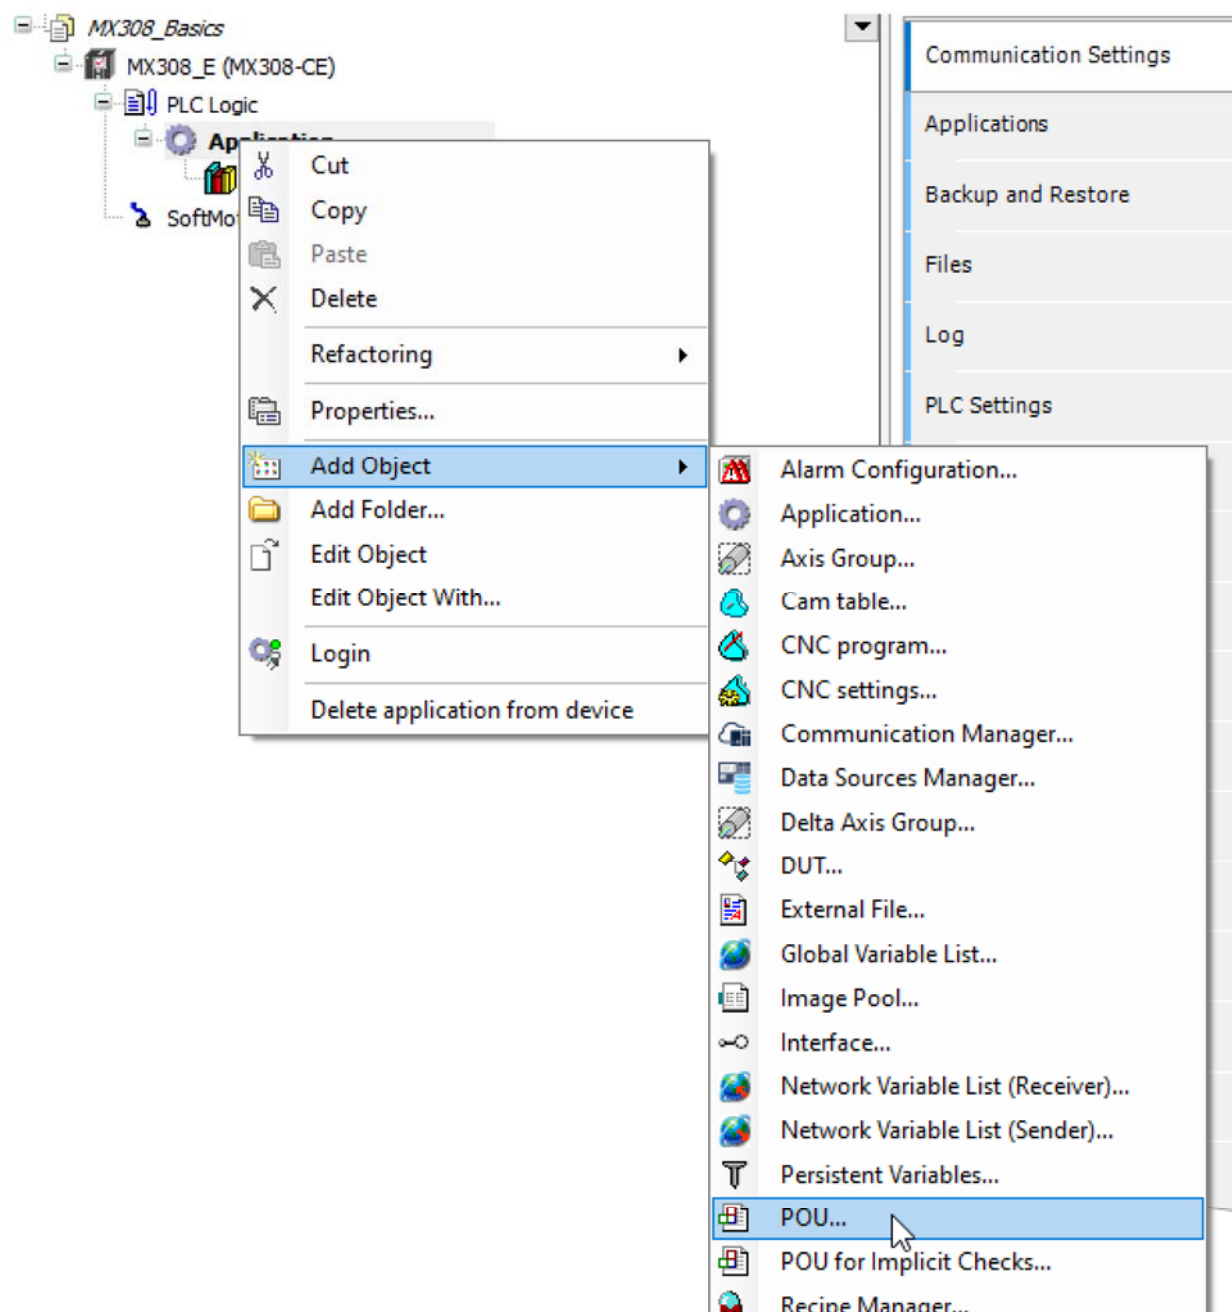 MX308_Basics
MX308_E (MX308-CE)
PLC Logic
Application
SoftMo
Cut
Copy
Paste
Delete
Refactoring
Properties...
Add Object
Add Folder...
Edit Object
Edit Object With...
Login
Delete application from device
Communication Settings
Applications
Backup and Restore
Files
Log
PLC Settings
Alarm Configuration...
Application...
Axis Group...
Cam table...
CNC program...
CNC settings...
Communication Manager...
Data Sources Manager...
Delta Axis Group...
DUT...
External File...
Global Variable List...
Image Pool...
Interface...
Network Variable List (Receiver)...
Network Variable List (Sender)...
Persistent Variables...
POU...
POU for Implicit Checks...
Recipe Manager...